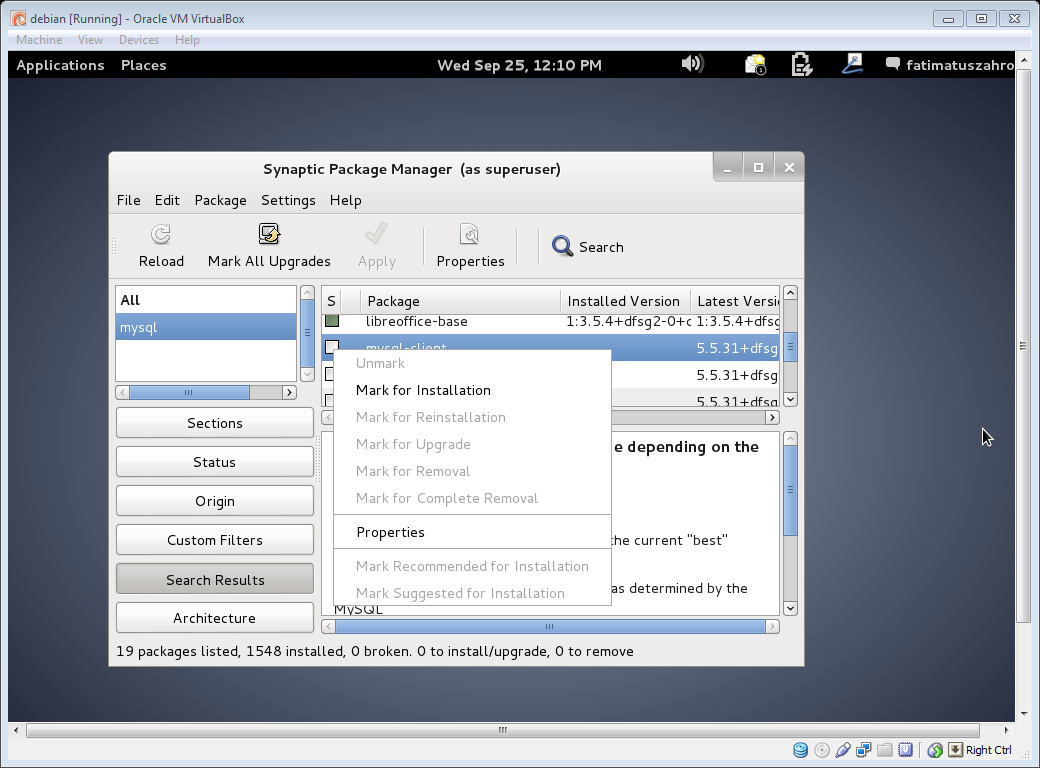 debian [Running] - Oracle VM VirtualBox
Machine View Devices Help
Applications Places Wed Sep 25, 12:10 PM fatimatuszahro
Synaptic Package Manager (as superuser)
File Edit Package Settings Help
Reload Mark All Upgrades Apply Properties Search
All
mysql
S Package Installed Version Latest Versi
libreoffice-base 1:3.5.4+dfsg2-0+ 1:3.5.4+dfsg
mysql-client 5.5.31+dfsg
5.5.31+dfsg
5.5.31+dfsg
Unmark
Mark for Installation
Mark for Reinstallation
Mark for Upgrade
Mark for Removal
Mark for Complete Removal
Properties
Mark Recommended for Installation
Mark Suggested for Installation
Sections
Status
Origin
Custom Filters
Search Results
Architecture
e depending on the
the current "best"
as determined by the
MySQL
19 packages listed, 1548 installed, 0 broken. 0 to install/upgrade, 0 to remove
Right Ctrl